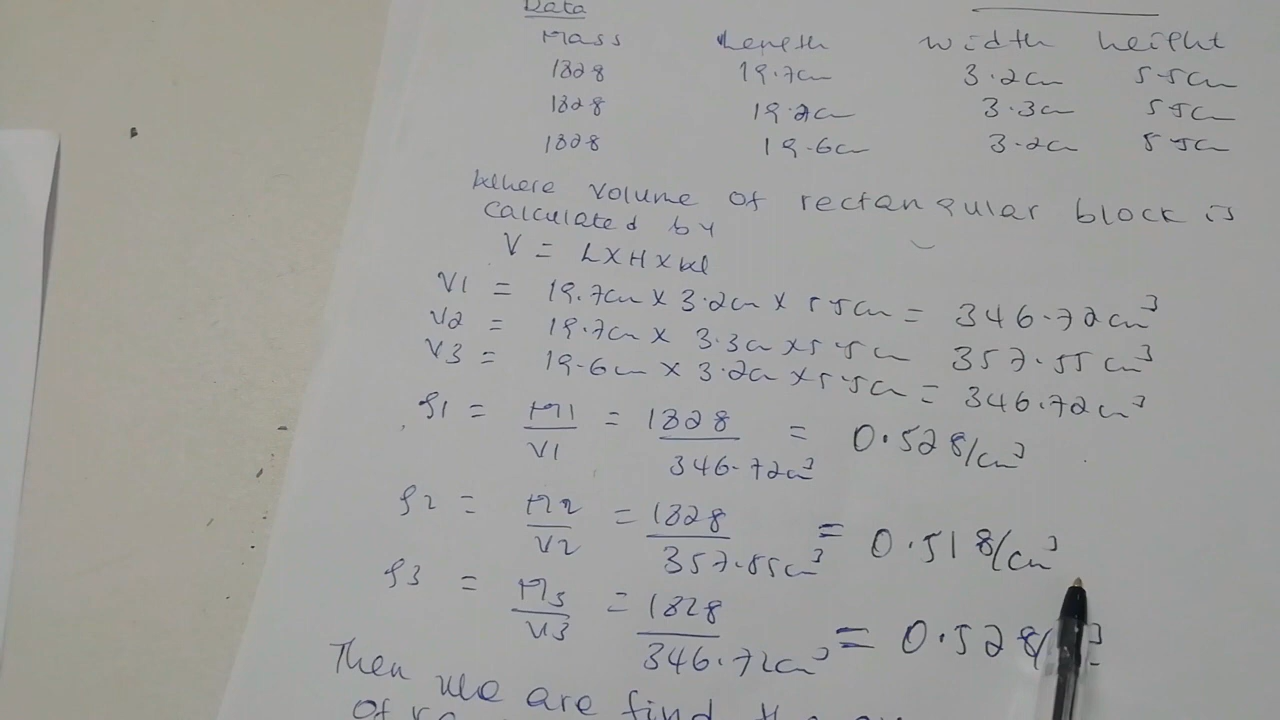 Data
Mass Length Width height
182g 19.7cm 3.2cm 5.5cm
182g 19.7cm 3.3cm 5.5cm
182g 19.6cm 3.2cm 5.5cm
Where volume of rectangular block is
calculated by
V = L X H X W
V1 = 19.7cm X 3.2cm X 5.5cm = 346.72cm³
V2 = 19.7cm X 3.3cm X 5.5cm 357.55cm³
V3 = 19.6cm X 3.2cm X 5.5cm = 346.72cm³
ρ1 = M1/V1 = 182g/346.72cm³ = 0.52g/cm³
ρ2 = M2/V2 = 182g/357.55cm³ = 0.51g/cm³
ρ3 = M3/V3 = 182g/346.72cm³ = 0.52g/
Then we are find
of